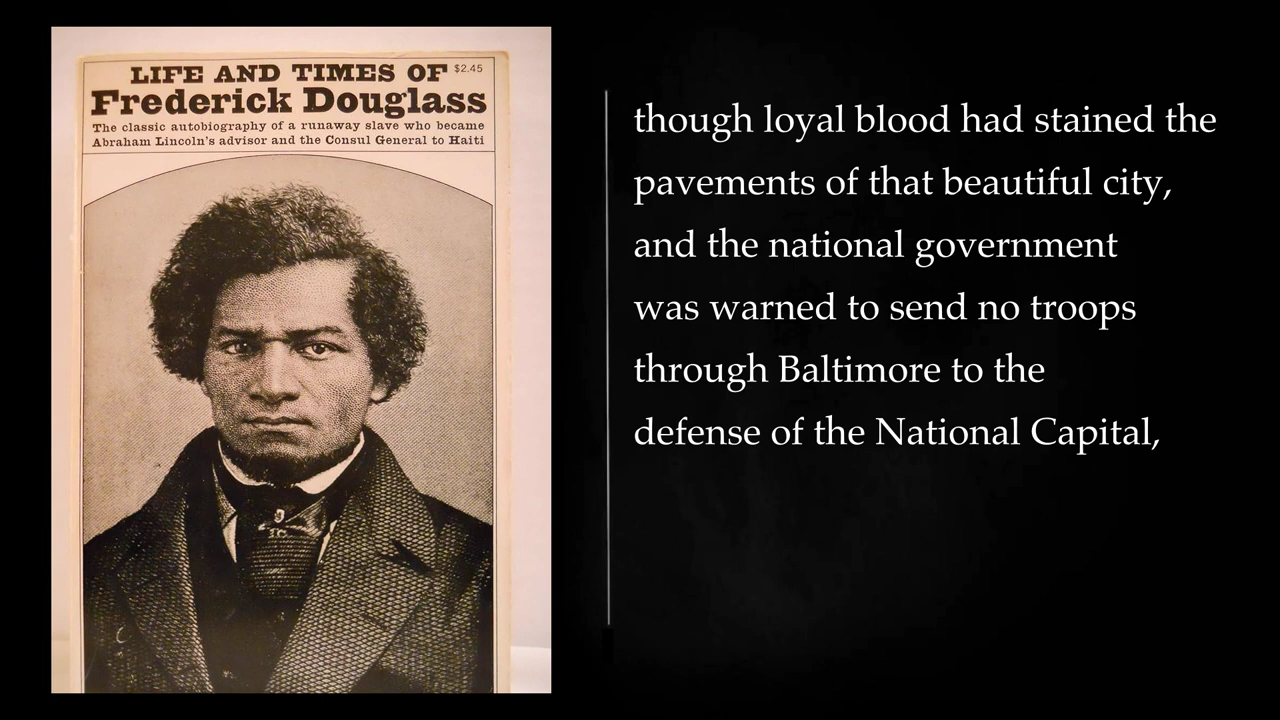 LIFE AND TIMES OF $2.45
Frederick Douglass
The classic autobiography of a runaway slave who became
Abraham Lincoln's advisor and the Consul General to Haiti
though loyal blood had stained the
pavements of that beautiful city,
and the national government
was warned to send no troops
through Baltimore to the
defense of the National Capital,